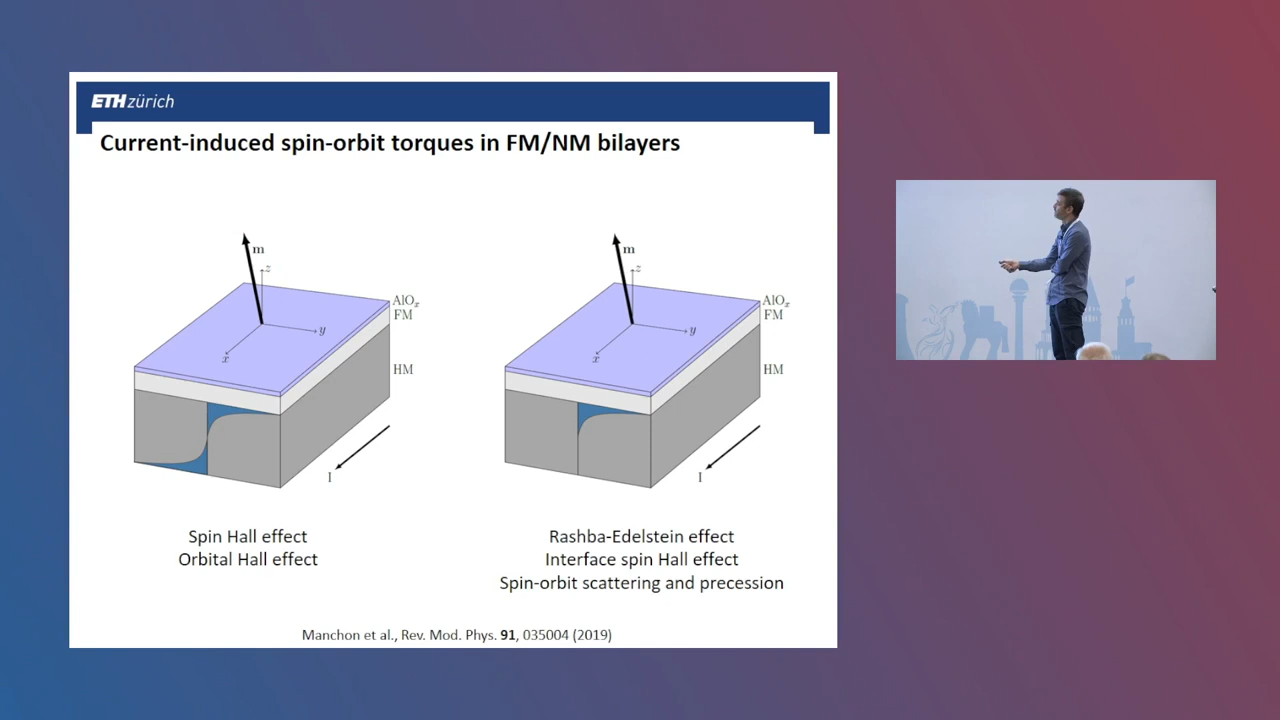 ETH zürich
Current-induced spin-orbit torques in FM/NM bilayers
m
z
y
x
AlOx
FM
HM
I
m
z
y
x
AlOx
FM
HM
I
Spin Hall effect
Orbital Hall effect
Rashba-Edelstein effect
Interface spin Hall effect
Spin-orbit scattering and precession
Manchon et al., Rev. Mod. Phys. 91, 035004 (2019)